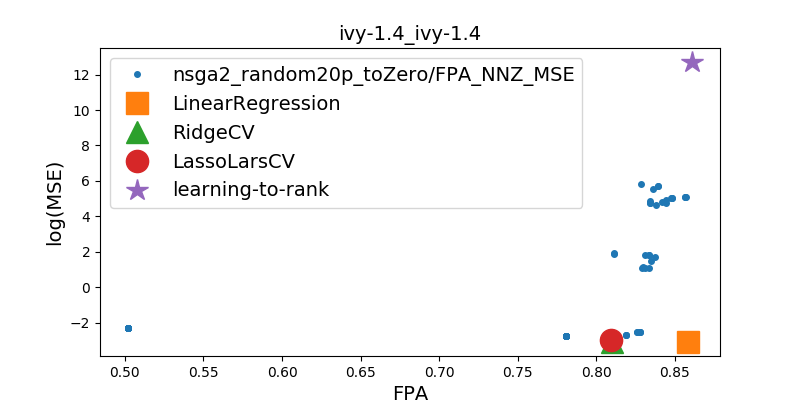 ivy-1.4_ivy-1.4
nsga2_random20p_toZero/FPA_NNZ_MSE
LinearRegression
RidgeCV
LassoLarsCV
learning-to-rank
log(MSE)
12
10
8
6
4
2
0
−2
0.50 0.55 0.60 0.65 0.70 0.75 0.80 0.85
FPA